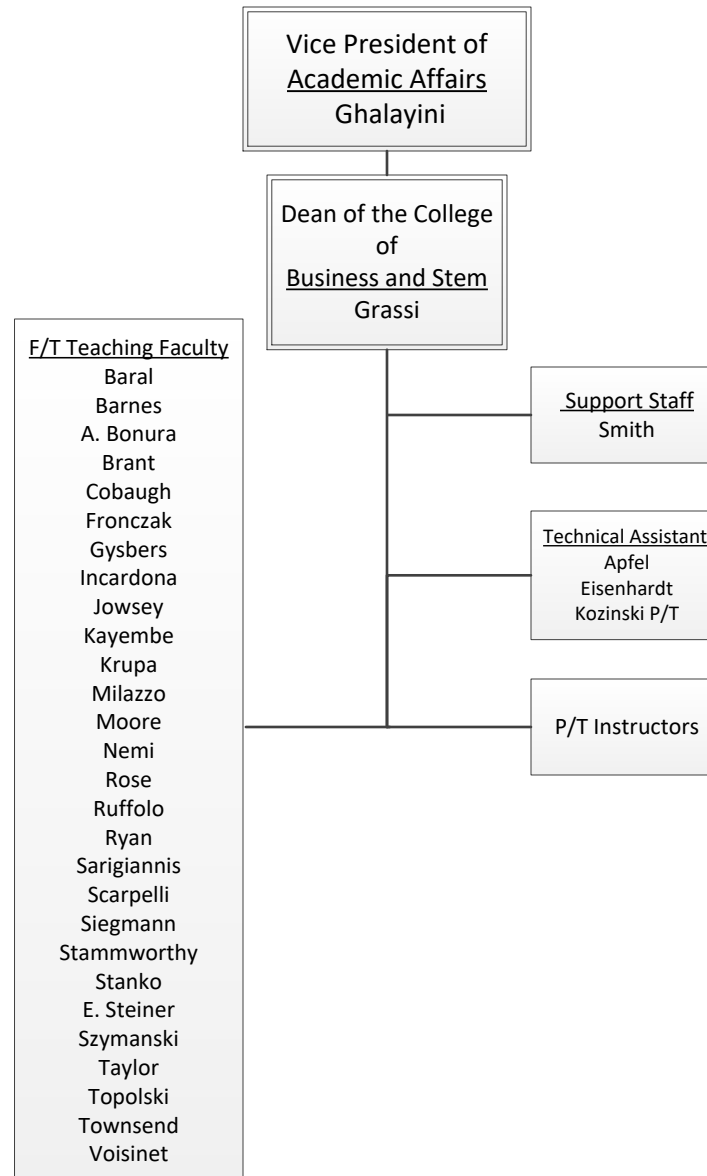 Vice President of
Academic Affairs
Ghalayini
Dean of the College
of
Business and Stem
Grassi
F/T Teaching Faculty
Baral
Barnes
A. Bonura
Brant
Cobaugh
Fronczak
Gysbers
Incardona
Jowsey
Kayembe
Krupa
Milazzo
Moore
Nemi
Rose
Ruffolo
Ryan
Sarigiannis
Scarpelli
Siegmann
Stammworthy
Stanko
E. Steiner
Szymanski
Taylor
Topolski
Townsend
Voisinet
Support Staff
Smith
Technical Assistant
Apfel
Eisenhardt
Kozinski P/T
P/T Instructors